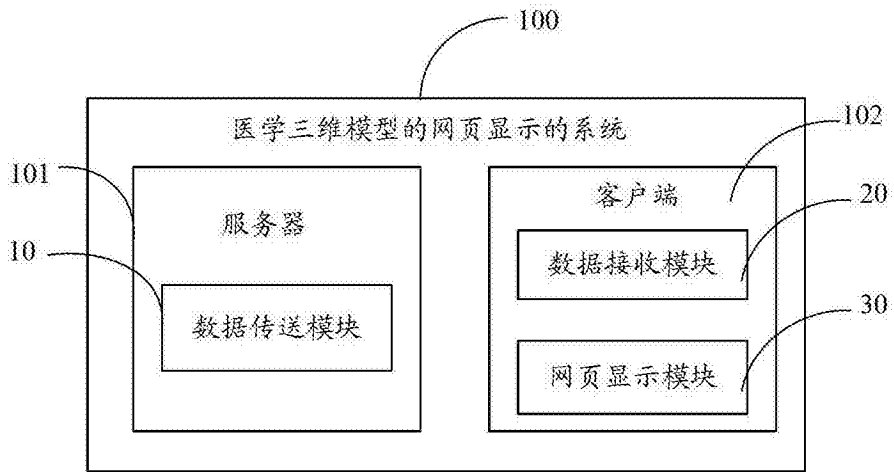 100
医学三维模型的网页显示的系统
102
101
客户端
20
服务器
10
数据接收模块
数据传送模块
30
网页显示模块